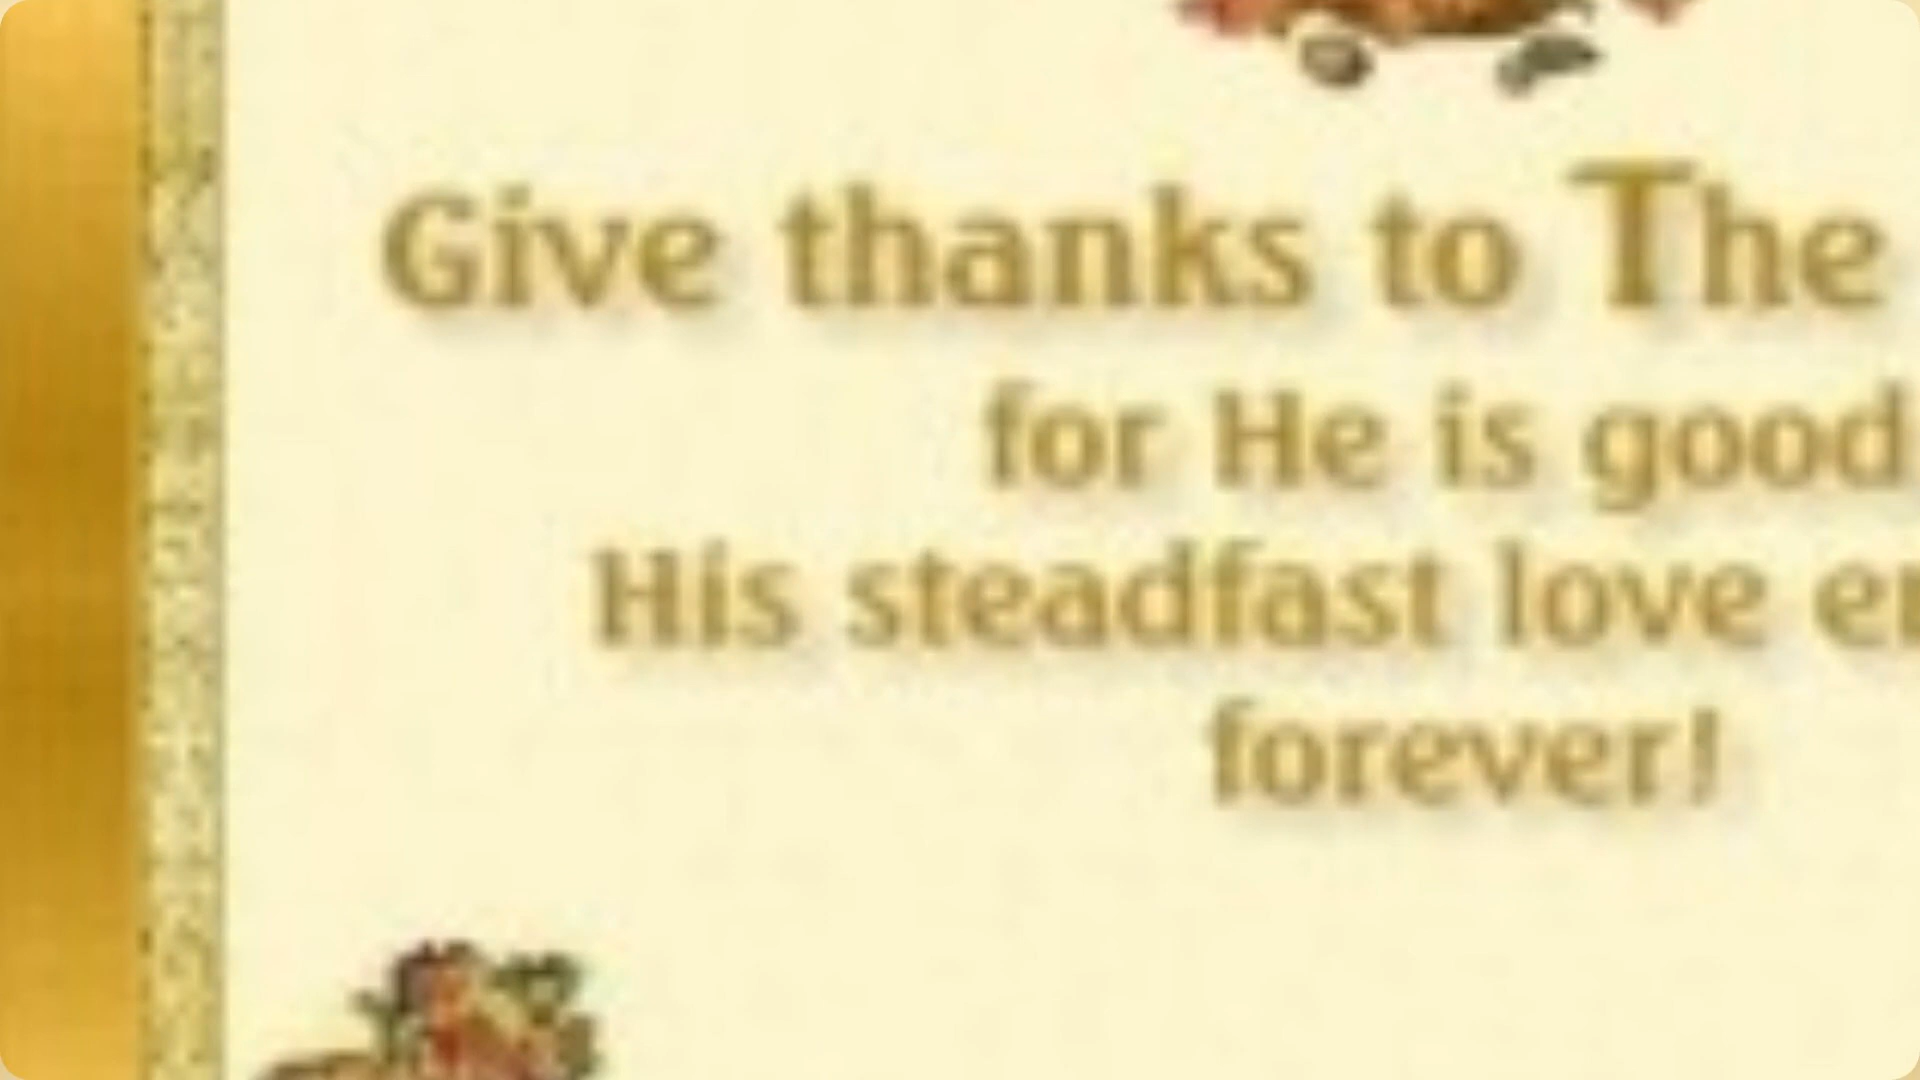 Give thanks to The
for He is good
His steadfast love
forever!